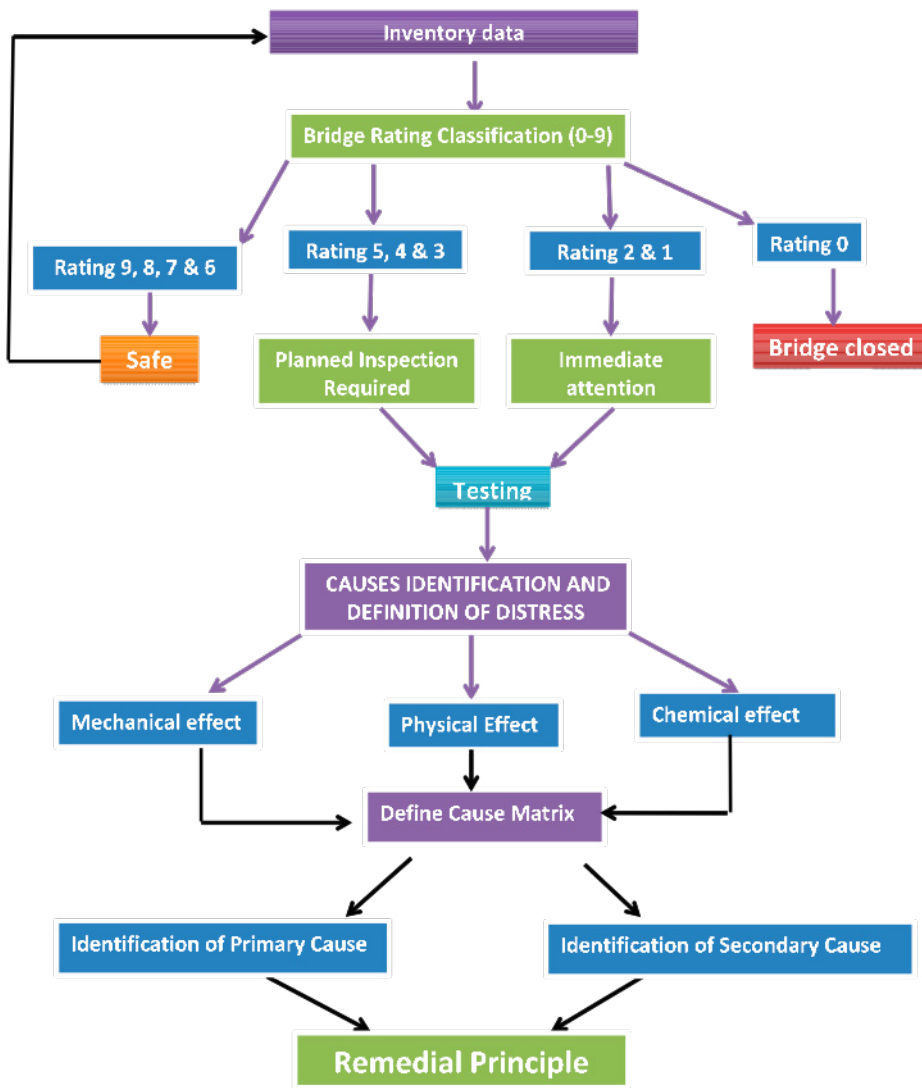 Inventory data
Bridge Rating Classification (0-9)
Rating 9, 8, 7 & 6
Rating 5, 4 & 3
Rating 2 & 1
Rating 0
Safe
Planned Inspection
Required
Immediate
attention
Bridge closed
Testing
CAUSES IDENTIFICATION AND
DEFINITION OF DISTRESS
Mechanical effect
Physical Effect
Chemical effect
Define Cause Matrix
Identification of Primary Cause
Identification of Secondary Cause
Remedial Principle